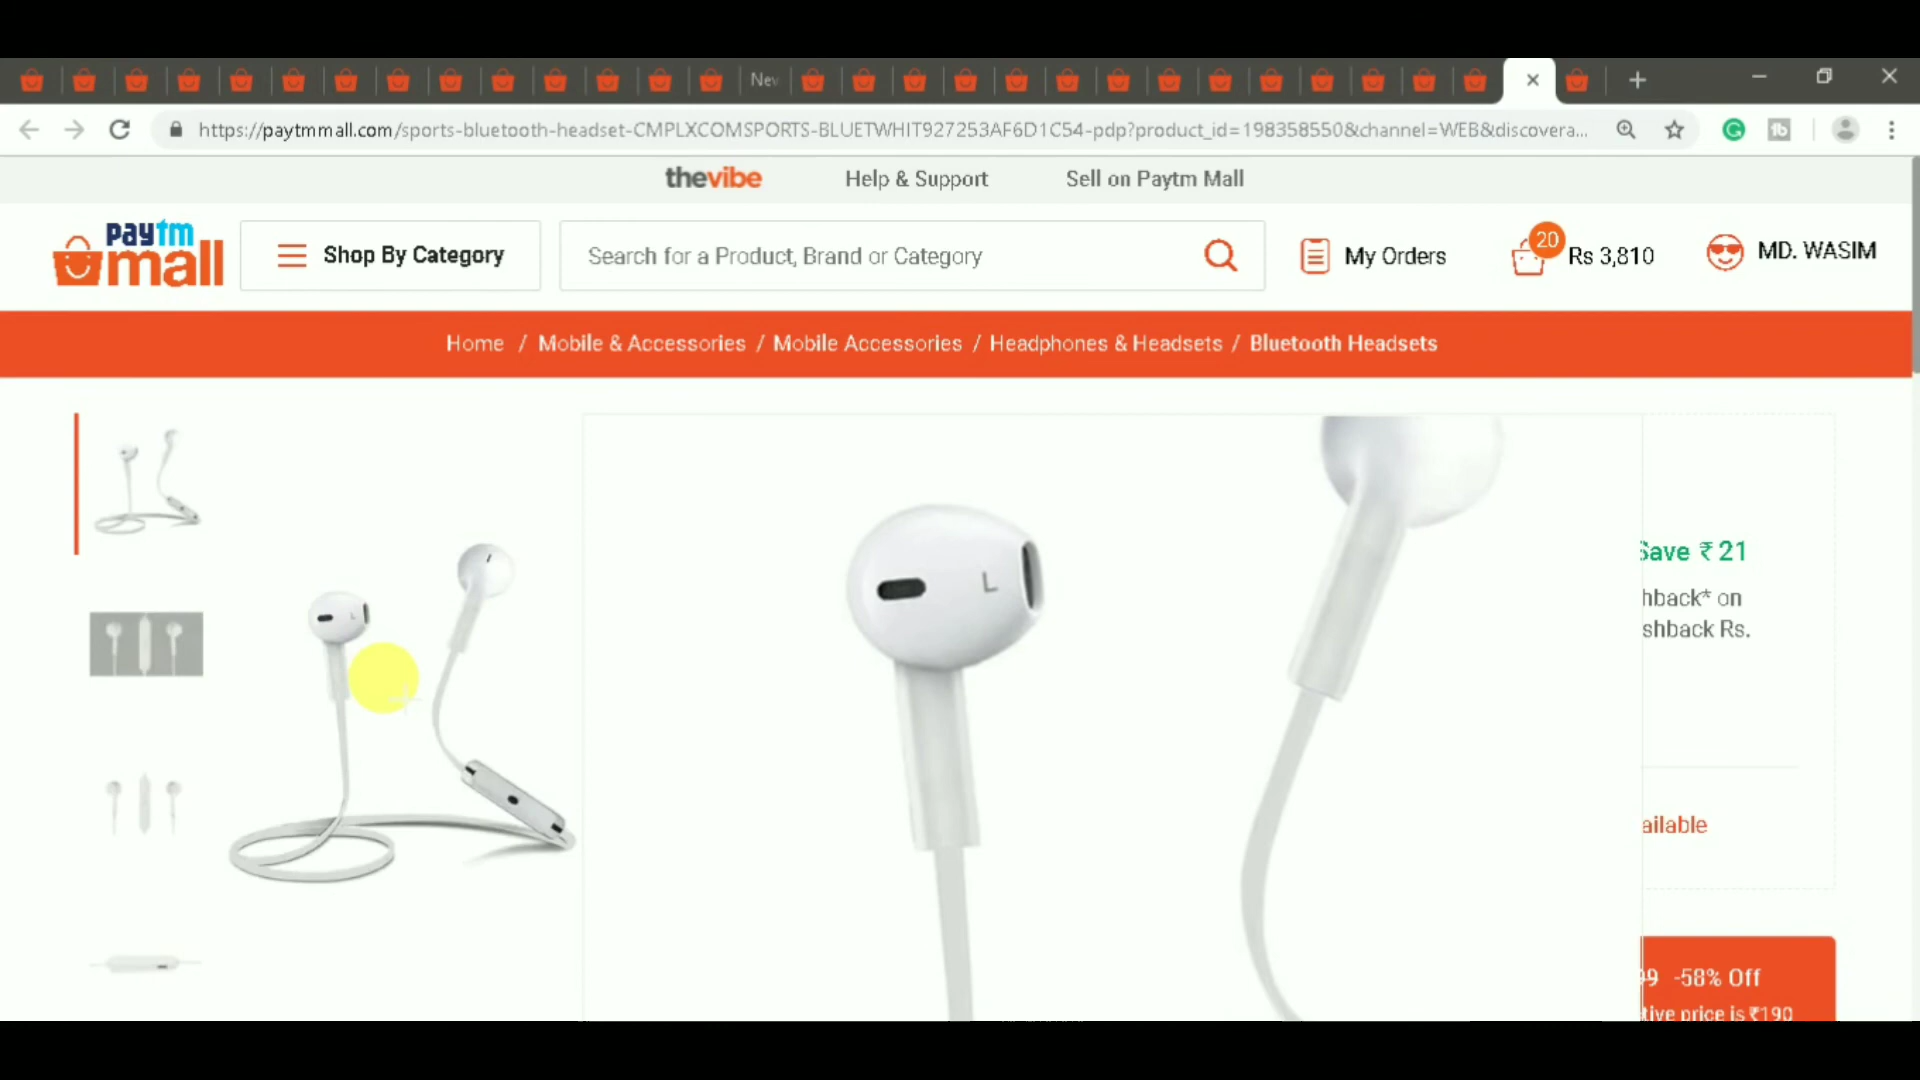 New
https://paytmmall.com/sports-bluetooth-headset-CMPLXCOMSPORTS-BLUETWHIT927253AF6D1C54-pdp?product_id=198358550&channel=WEB&discovera...
thevibe
Help & Support
Sell on Paytm Mall
paytm
mall
Shop By Category
Search for a Product, Brand or Category
My Orders
20
Rs 3,810
MD. WASIM
Home / Mobile & Accessories / Mobile Accessories / Headphones & Headsets / Bluetooth Headsets
L
L
Save ₹ 21
hback* on
shback Rs.
ailable
99 -58% Off
tive price is ₹190